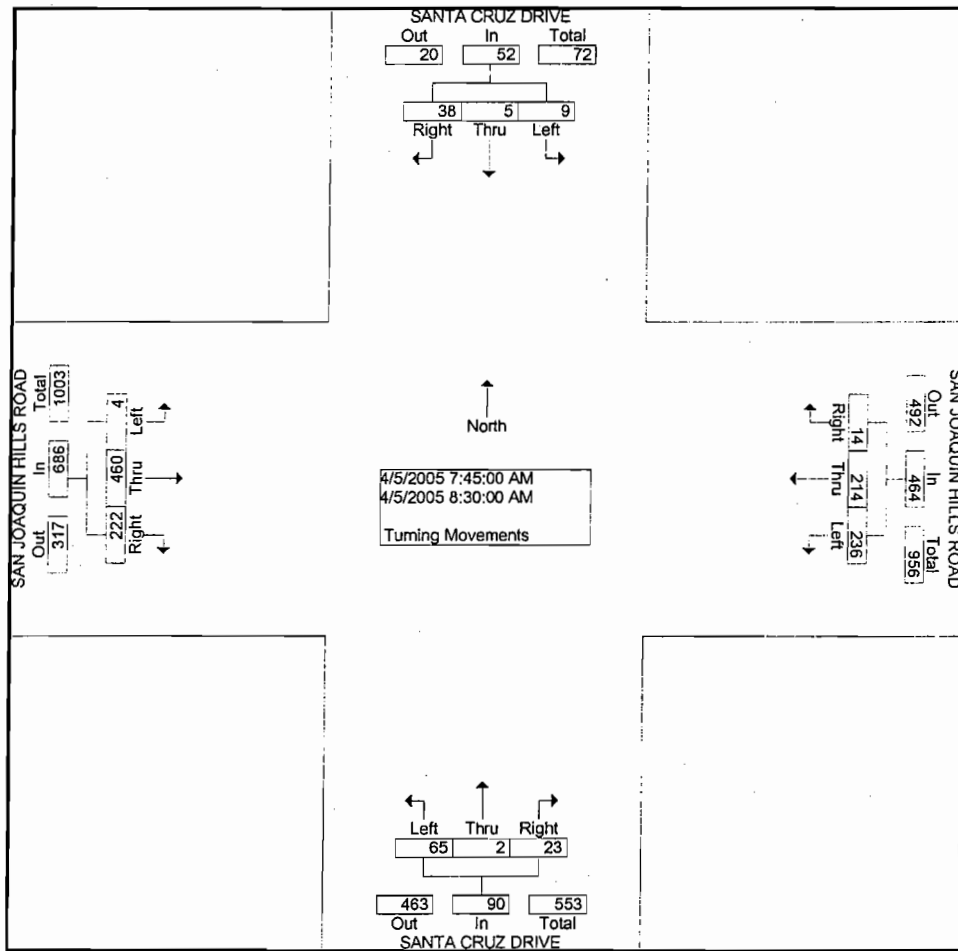 SANTA CRUZ DRIVE
Out In Total
20 52 72
38 5 9
Right Thru Left
SAN JOAQUIN HILLS ROAD
Out In Total
317 686 1003
222 460 4
Right Thru Left
North
4/5/2005 7:45:00 AM
4/5/2005 8:30:00 AM
Turning Movements
Right Thru Left
14 214 236
Out In Total
492 464 956
SAN JOAQUIN HILLS ROAD
Left Thru Right
65 2 23
463 90 553
Out In Total
SANTA CRUZ DRIVE